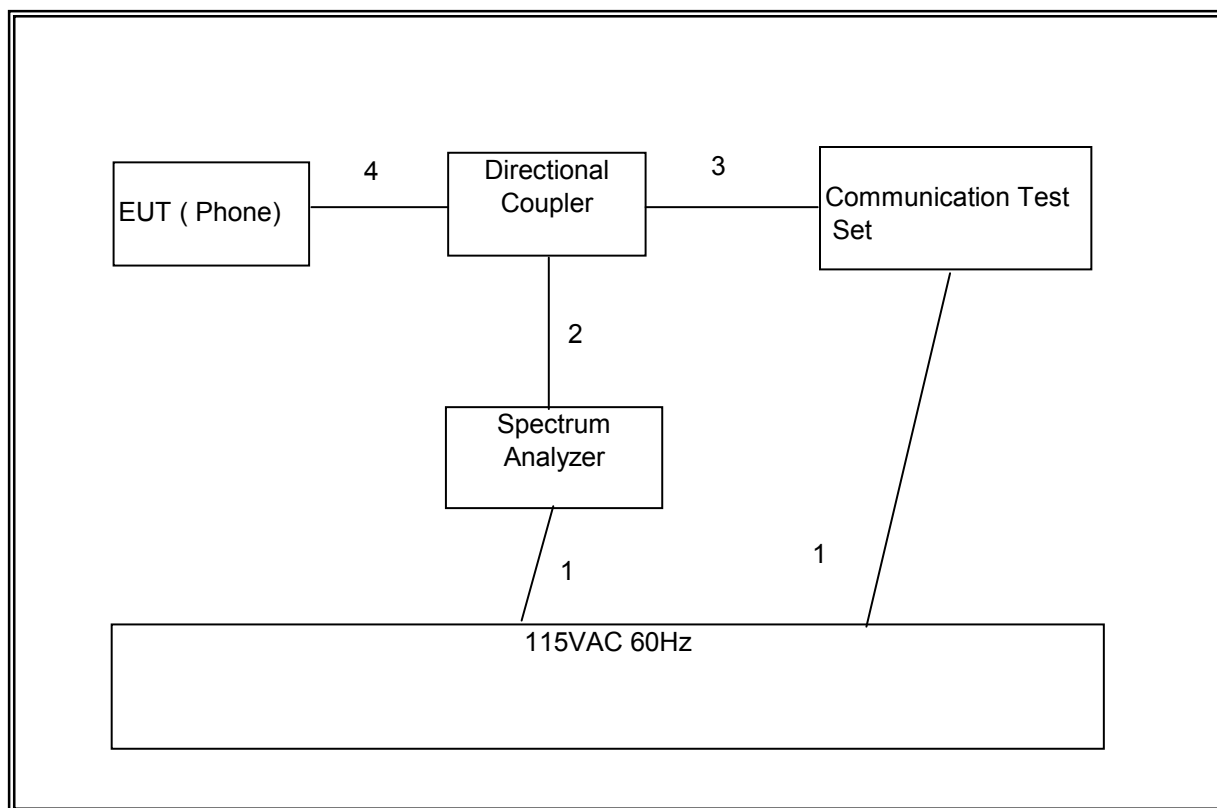 4
Directional
Coupler
3
EUT ( Phone)
Communication Test
Set
2
Spectrum
Analyzer
1
1
115VAC 60Hz